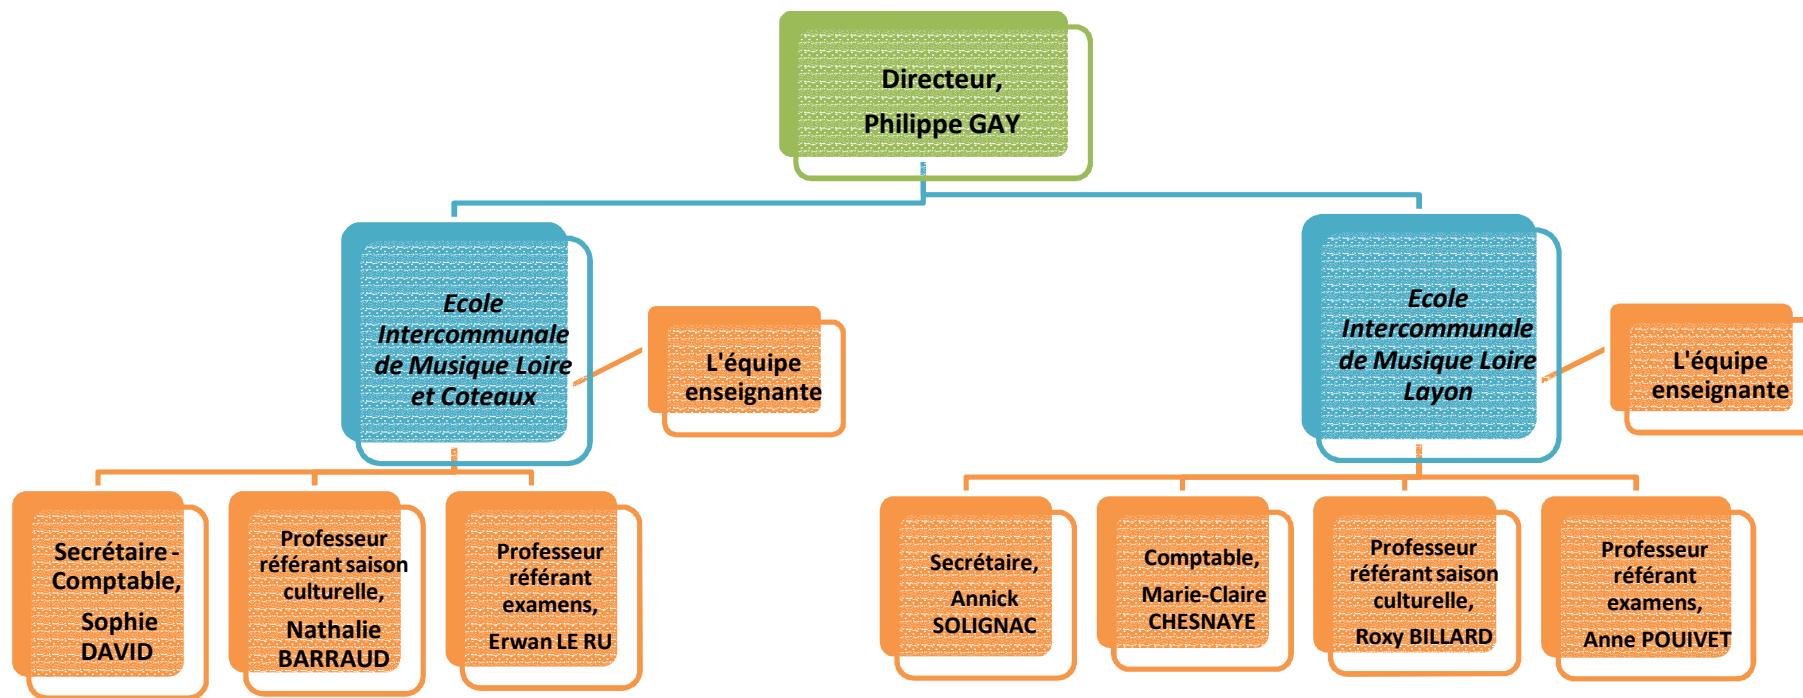 Directeur,
Philippe GAY
Ecole
Intercommunale
de Musique Loire
et Coteaux
L'équipe
enseignante
Ecole
Intercommunale
de Musique Loire
Layon
L'équipe
enseignante
Secrétaire -
Comptable,
Sophie
DAVID
Professeur
référant saison
culturelle,
Nathalie
BARRAUD
Professeur
référant
examens,
Erwan LE RU
Secrétaire,
Annick
SOLIGNAC
Comptable,
Marie-Claire
CHESNAYE
Professeur
référant saison
culturelle,
Roxy BILLARD
Professeur
référant
examens,
Anne POUIVET